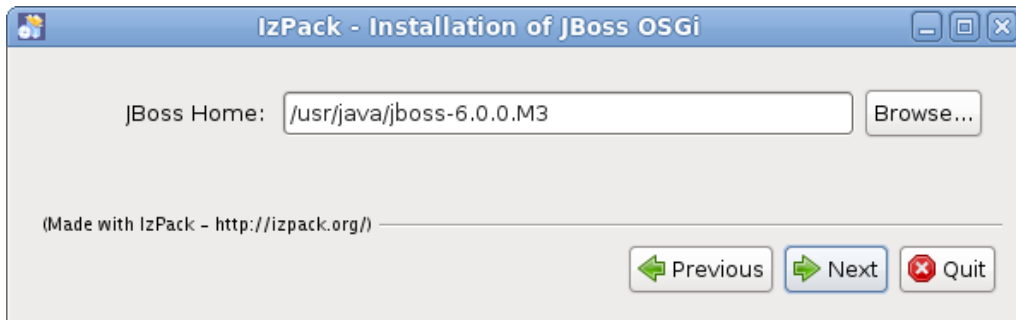 IzPack - Installation of JBoss OSGi
JBoss Home: /usr/java/jboss-6.0.0.M3 Browse...
(Made with IzPack - http://izpack.org/)
Previous Next Quit